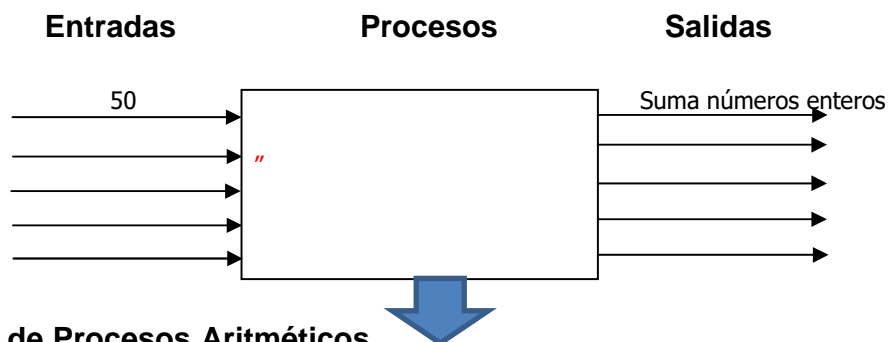 Entradas Procesos Salidas
50 Suma números enteros
"
de Procesos Aritméticos